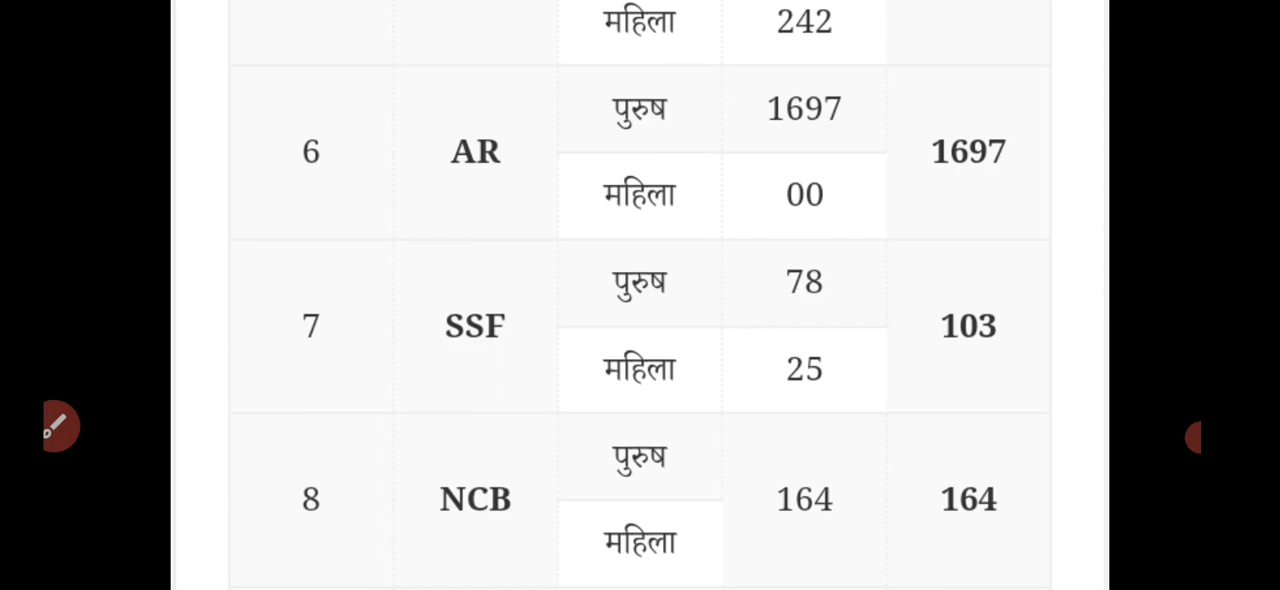 महिला 242
पुरुष 1697
6 AR 1697
महिला 00
पुरुष 78
7 SSF 103
महिला 25
पुरुष
8 NCB 164 164
महिला